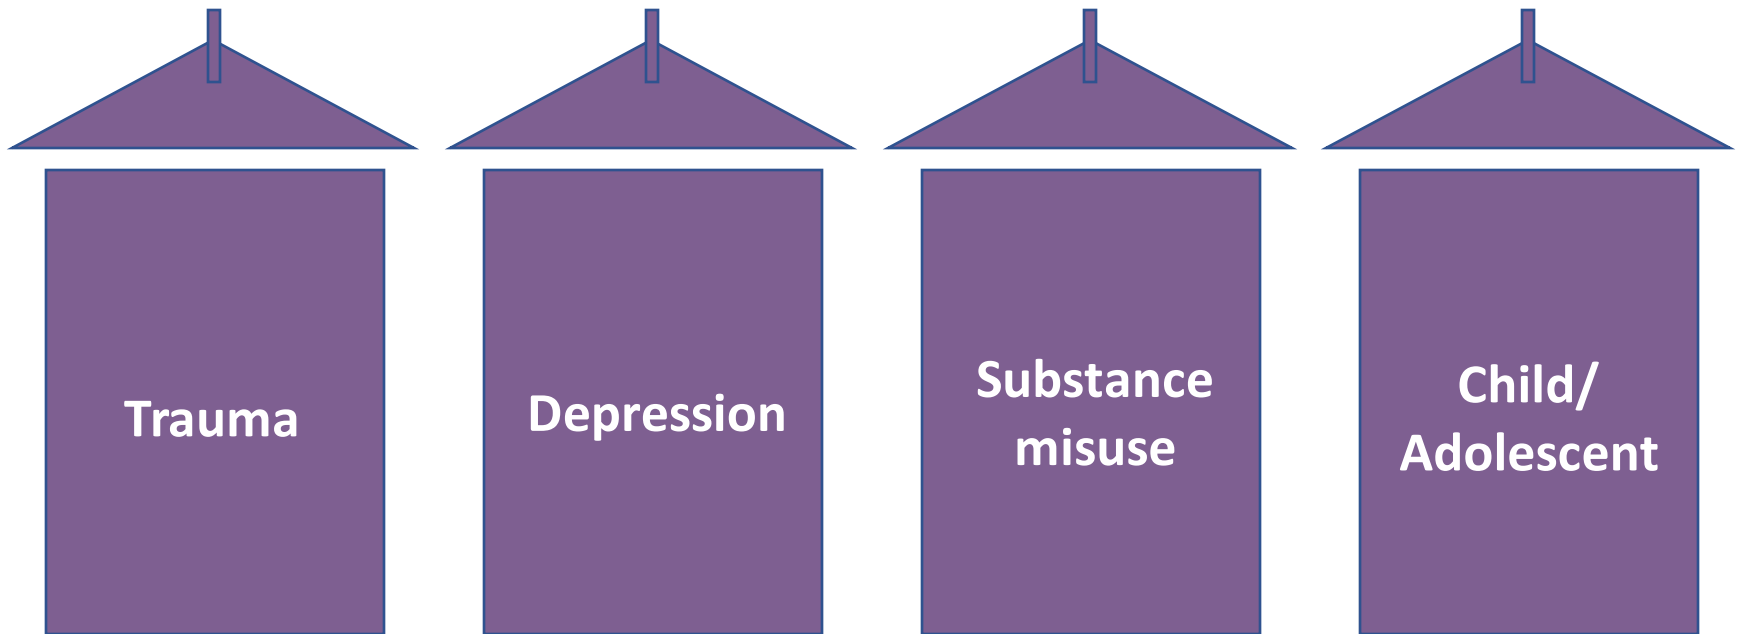 Trauma
Depression
Substance
misuse
Child/
Adolescent